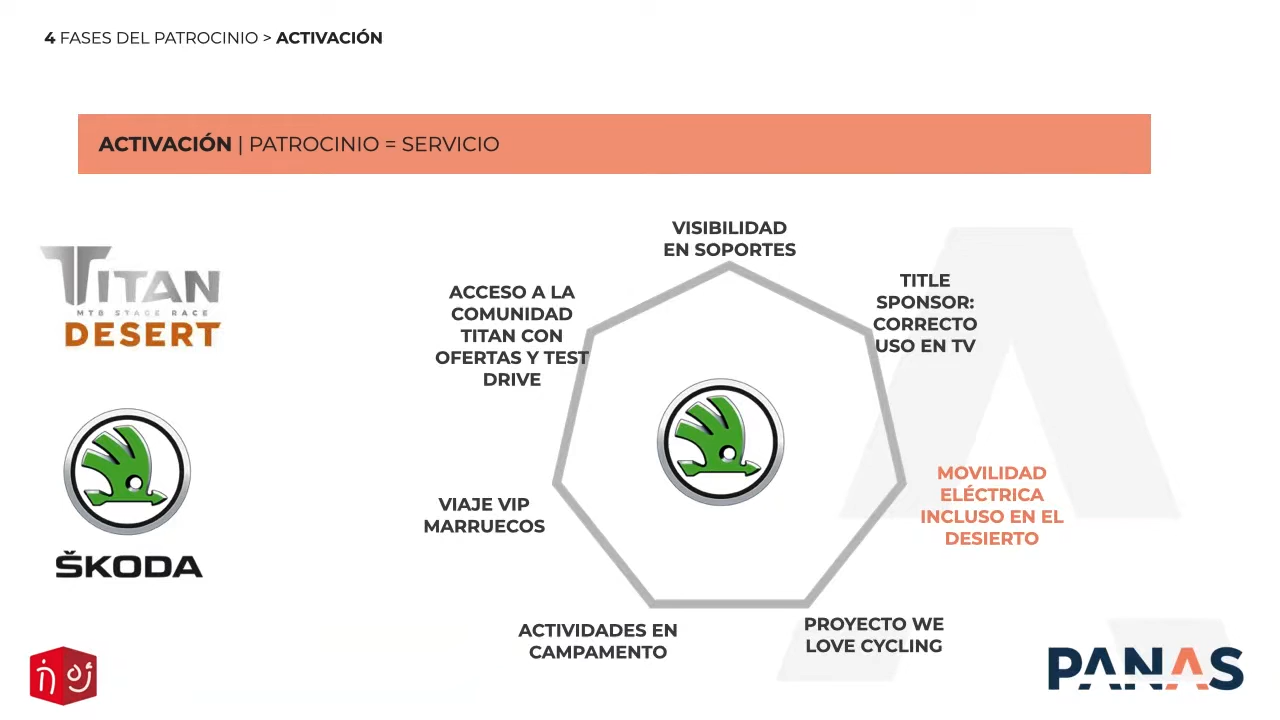 4 FASES DEL PATROCINIO > ACTIVACIÓN
ACTIVACIÓN | PATROCINIO = SERVICIO
TITAN
MTB STAGE RACE
DESERT
ŠKODA
VISIBILIDAD
EN SOPORTES
TITLE
SPONSOR:
CORRECTO
USO EN TV
MOVILIDAD
ELÉCTRICA
INCLUSO EN EL
DESIERTO
PROYECTO WE
LOVE CYCLING
ACTIVIDADES EN
CAMPAMENTO
VIAJE VIP
MARRUECOS
ACCESO A LA
COMUNIDAD
TITAN CON
OFERTAS Y TEST
DRIVE
PANAS